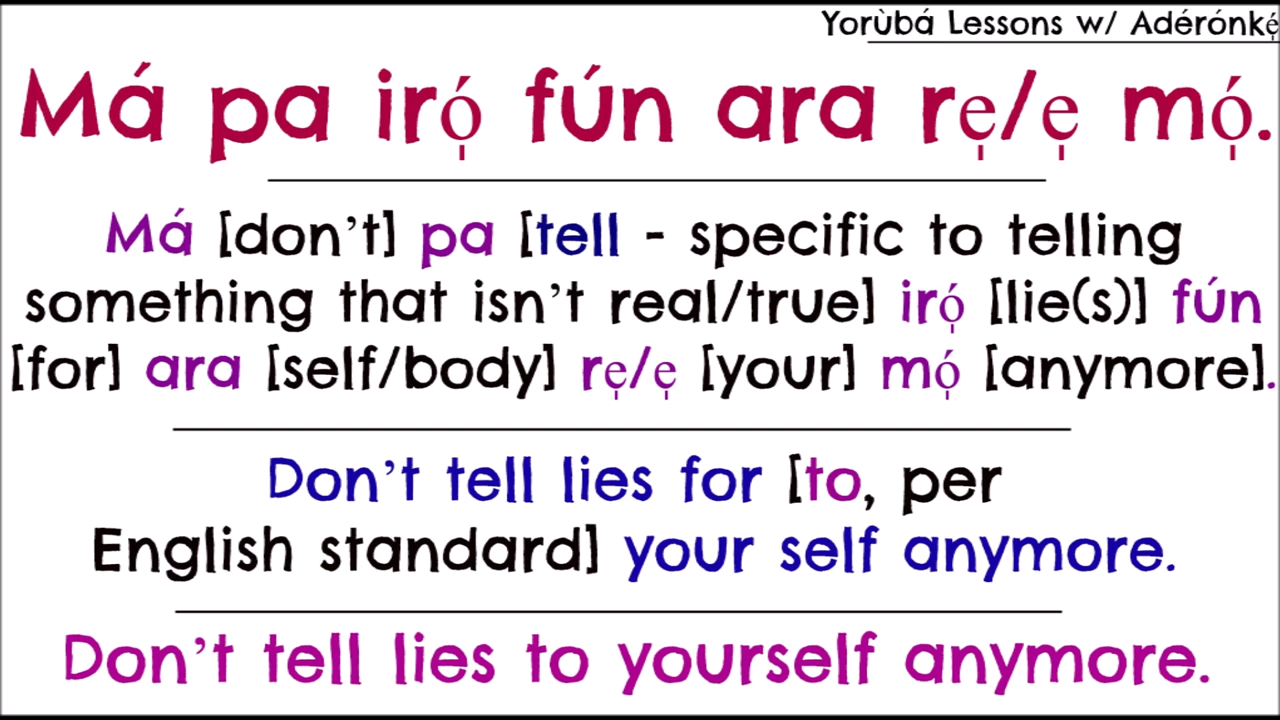 Yorùbá Lessons w/ Adérónkẹ́
Má pa irọ́ fún ara rẹ/ẹ mọ́.
Má [don’t] pa [tell - specific to telling
something that isn’t real/true] irọ́ [lie(s)] fún
[for] ara [self/body] rẹ/ẹ [your] mọ́ [anymore].
Don’t tell lies for [to, per
English standard] your self anymore.
Don’t tell lies to yourself anymore.